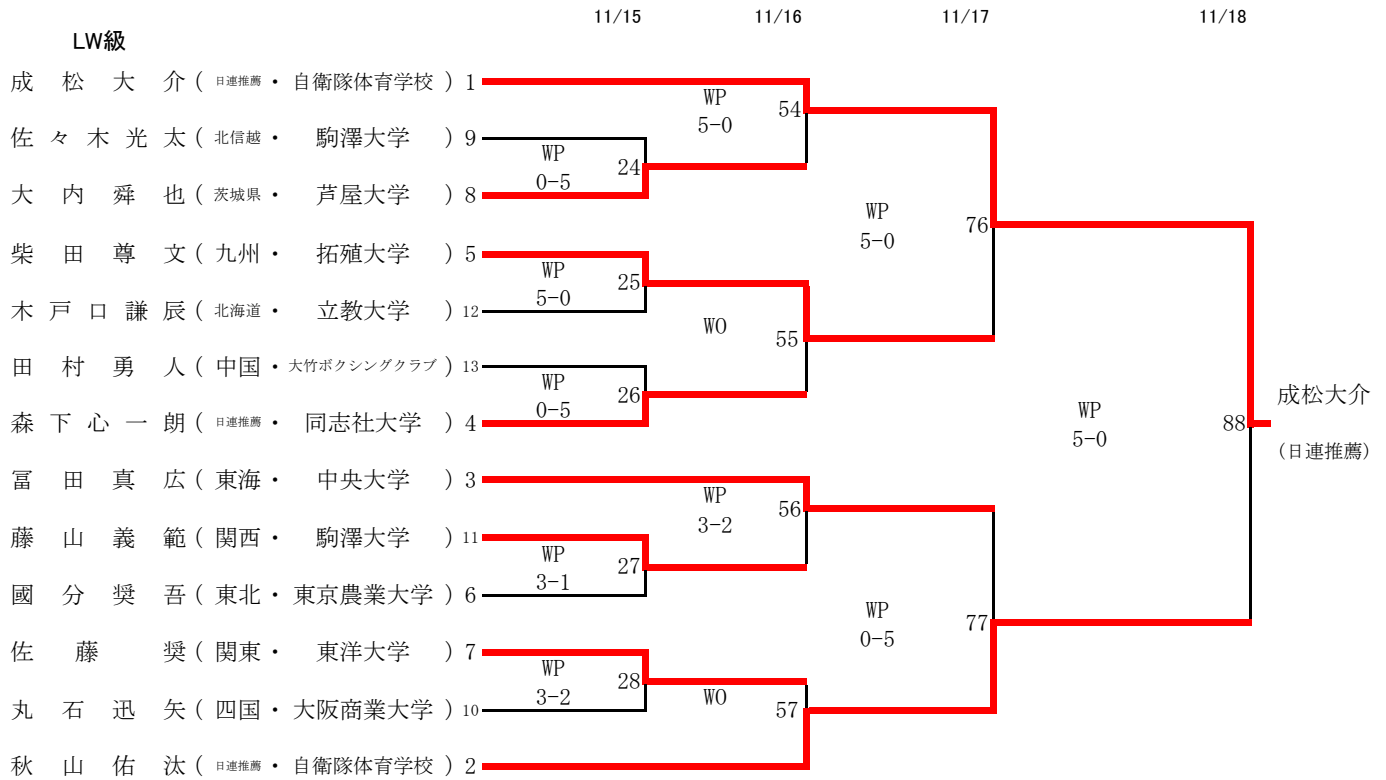 11/15 11/16 11/17 11/18
LW級
成松大介 ( 日連推薦 ・ 自衛隊体育学校 ) 1
WP
5-0
54
佐々木光太 ( 北信越 ・ 駒澤大学 ) 9
WP
0-5
24
大内舜也 ( 茨城県 ・ 芦屋大学 ) 8
WP
5-0
76
柴田尊文 ( 九州 ・ 拓殖大学 ) 5
WP
5-0
25
木戸口謙辰 ( 北海道 ・ 立教大学 ) 12
WO
55
田村勇人 ( 中国 ・ 大竹ボクシングクラブ ) 13
WP
0-5
26
森下心一朗 ( 日連推薦 ・ 同志社大学 ) 4
WP
5-0
88
成松大介
(日連推薦)
冨田真広 ( 東海 ・ 中央大学 ) 3
WP
3-2
56
藤山義範 ( 関西 ・ 駒澤大学 ) 11
WP
3-1
27
國分奨吾 ( 東北 ・ 東京農業大学 ) 6
WP
0-5
77
佐藤奨 ( 関東 ・ 東洋大学 ) 7
WP
3-2
28
丸石迅矢 ( 四国 ・ 大阪商業大学 ) 10
WO
57
秋山佑汰 ( 日連推薦 ・ 自衛隊体育学校 ) 2